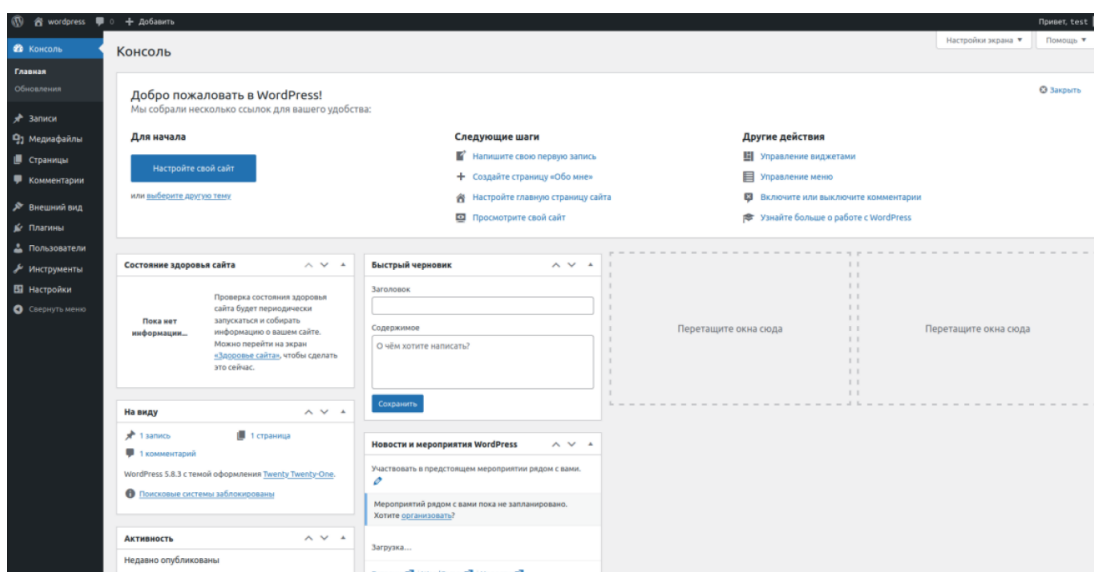 wordpress 0 + Добавить
Привет, test
Консоль
Главная
Обновления
Записи
Медиафайлы
Страницы
Комментарии
Внешний вид
Плагины
Пользователи
Инструменты
Настройки
Свернуть меню
Настройки экрана ▼
Помощь ▼
Консоль
Добро пожаловать в WordPress!
Мы собрали несколько ссылок для вашего удобства:
Закрыть
Для начала
Настройте свой сайт
или выберите другую тему
Следующие шаги
Напишите свою первую запись
Создайте страницу «Обо мне»
Настройте главную страницу сайта
Просмотрите свой сайт
Другие действия
Управление виджетами
Управление меню
Включите или выключите комментарии
Узнайте больше о работе с WordPress
Состояние здоровья сайта
Пока нет
информации...
Проверка состояния здоровья
сайта будет периодически
запускаться и собирать
информацию о вашем сайте.
Можно перейти на экран
«Здоровье сайта», чтобы сделать
это сейчас.
На виду
1 запись
1 страница
1 комментарий
WordPress 5.8.3 с темой оформления Twenty Twenty-One.
Поисковые системы заблокированы
Активность
Недавно опубликованы
Быстрый черновик
Заголовок
Содержимое
О чём хотите написать?
Сохранить
Новости и мероприятия WordPress
Участвовать в предстоящем мероприятии рядом с вами.
Мероприятий рядом с вами пока не запланировано.
Хотите организовать?
Загрузка...
Перетащите окна сюда
Перетащите окна сюда